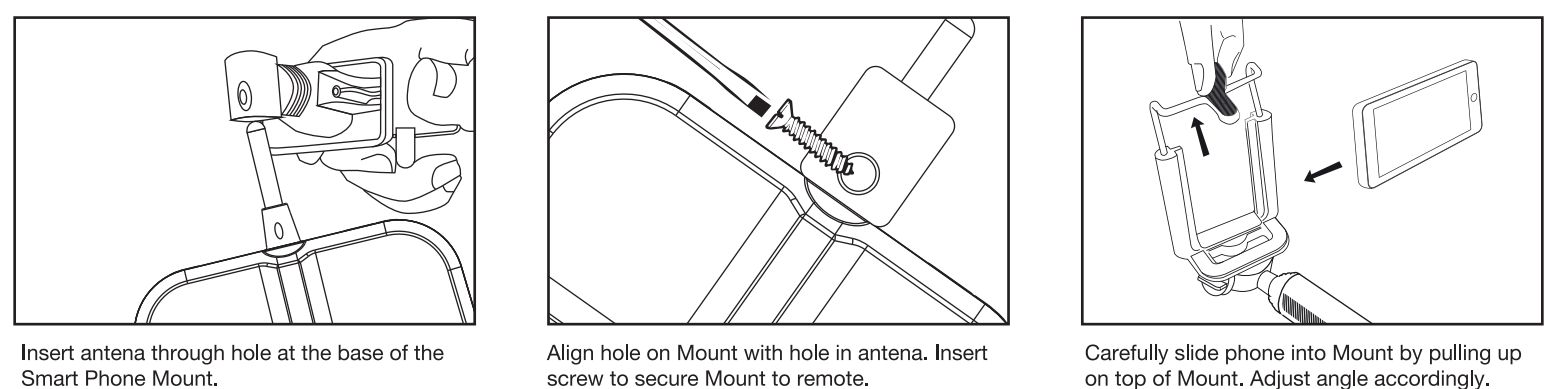 Insert antena through hole at the base of the
Smart Phone Mount.
Align hole on Mount with hole in antena. Insert
screw to secure Mount to remote.
Carefully slide phone into Mount by pulling up
on top of Mount. Adjust angle accordingly.